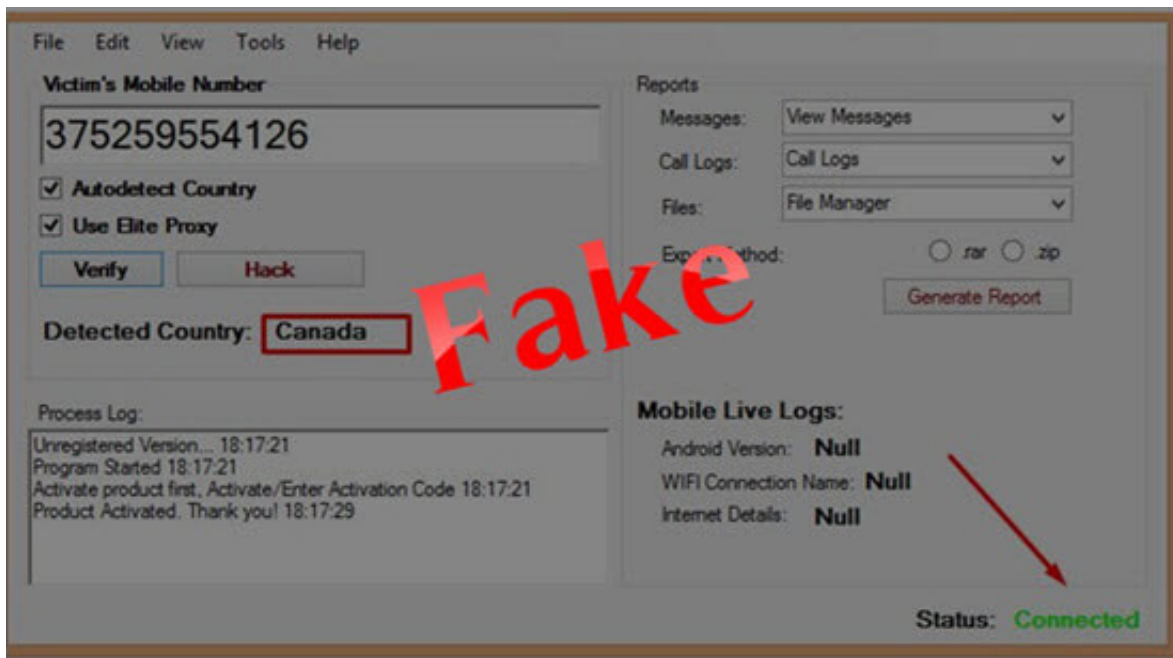 File Edit View Tools Help
Victim's Mobile Number
375259554126
Autodetect Country
Use Elite Proxy
Verify Hack
Detected Country: Canada
Process Log:
Unregistered Version... 18:17:21
Program Started 18:17:21
Activate product first, Activate/Enter Activation Code 18:17:21
Product Activated. Thank you! 18:17:29
Reports
Messages: View Messages
Call Logs: Call Logs
Files: File Manager
Export Method: .rar .zip
Generate Report
Fake
Mobile Live Logs:
Android Version: Null
WIFI Connection Name: Null
Internet Details: Null
Status: Connected